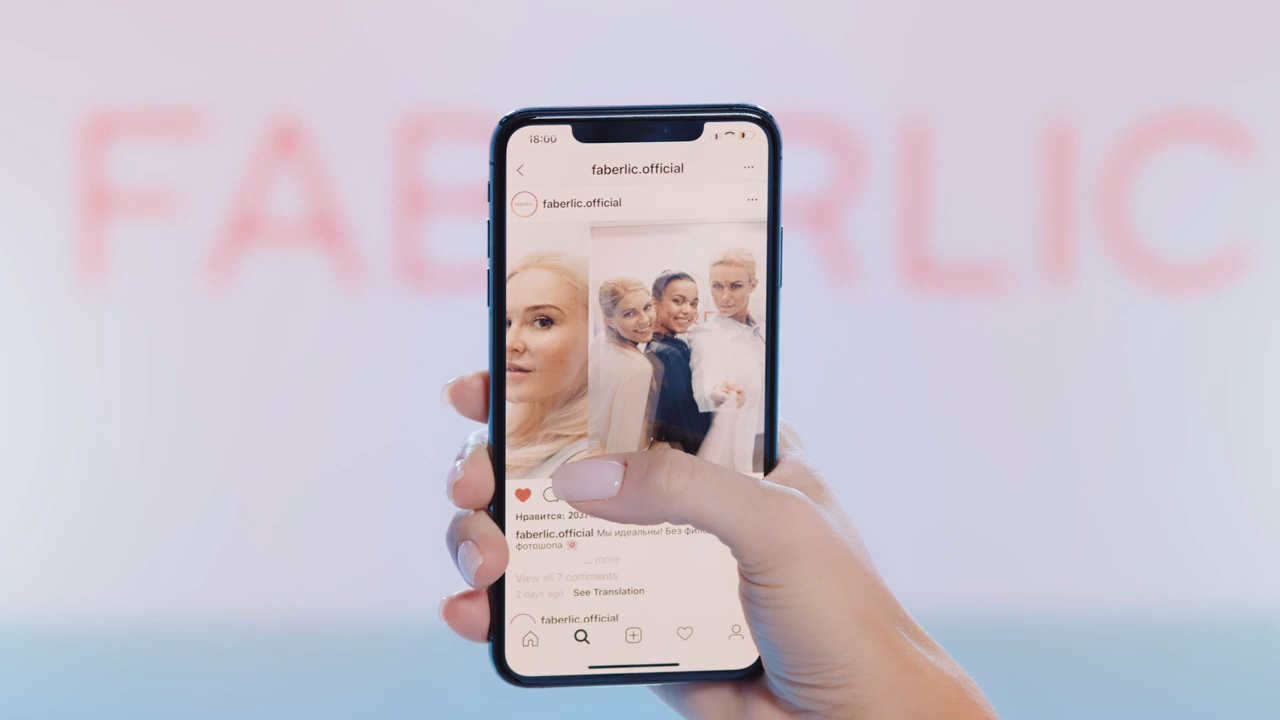 FABERLIC
18:00
faberlic.official
faberlic.official
Нравится:
faberlic.official Мы идеальны! Без
фотошопа
... more
View all 7 comments
2 days ago See Translation
faberlic.official